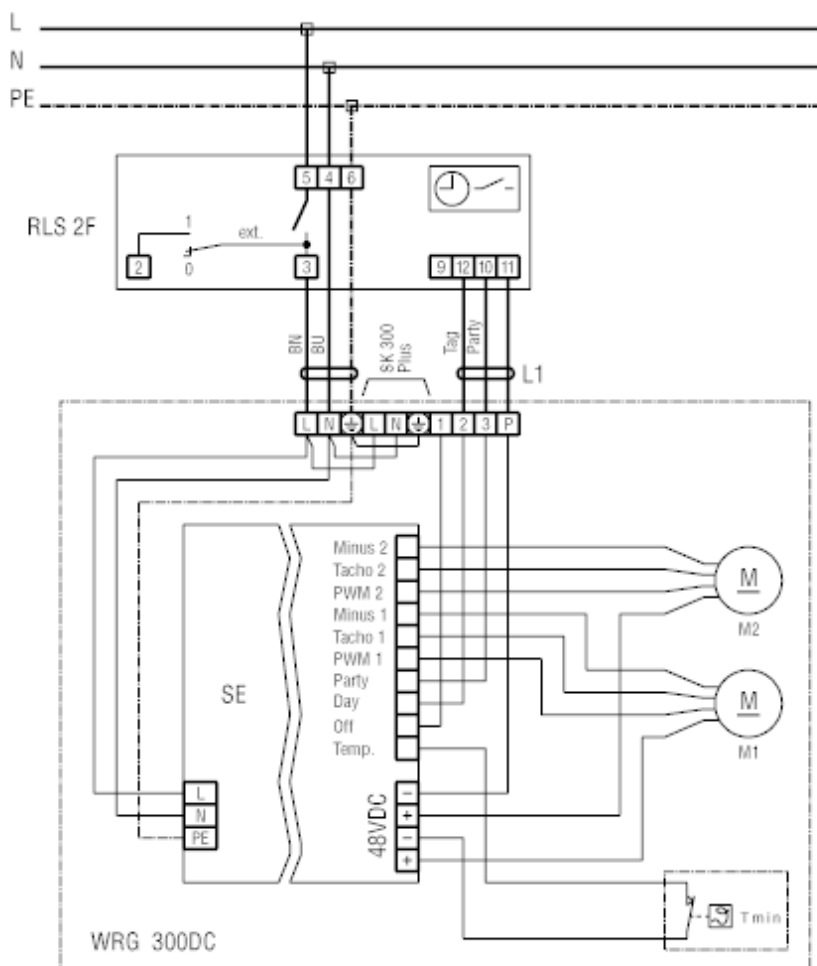 L
N
PE
5 4 6
RLS 2F
1
ext.
2
0
3
9 12 10 11
BN
BU
SK 300
Plus
Tag
Party
L1
L N L N 1 2 3 P
Minus 2
Tacho 2
PWM 2
Minus 1
Tacho 1
PWM 1
Party
Day
Off
Temp.
M
M2
M
M1
SE
L
N
PE
48VDC
−
+
−
+
Tmin
WRG 300DC